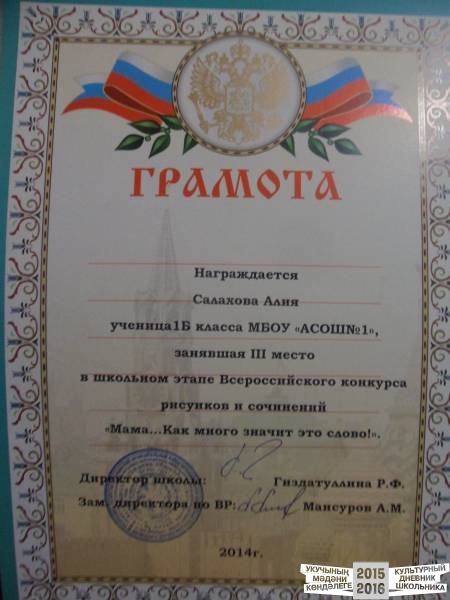 ГРАМОТА
Награждается
Салахова Алия
ученица1Б класса МБОУ «АСОШ№1»,
занявшая III место
в школьном этапе Всероссийского конкурса
рисунков и сочинений
«Мама...Как много значит это слово!».
Директор школы: Гиздатуллина Р.Ф.
Зам. директора по ВР: Мансуров А.М.
2014г.
УКУЧЫНЫҢ
МӘДӘНИ
КӨНДӘЛЕГЕ
2015
2016
КУЛЬТУРНЫЙ
ДНЕВНИК
ШКОЛЬНИКА